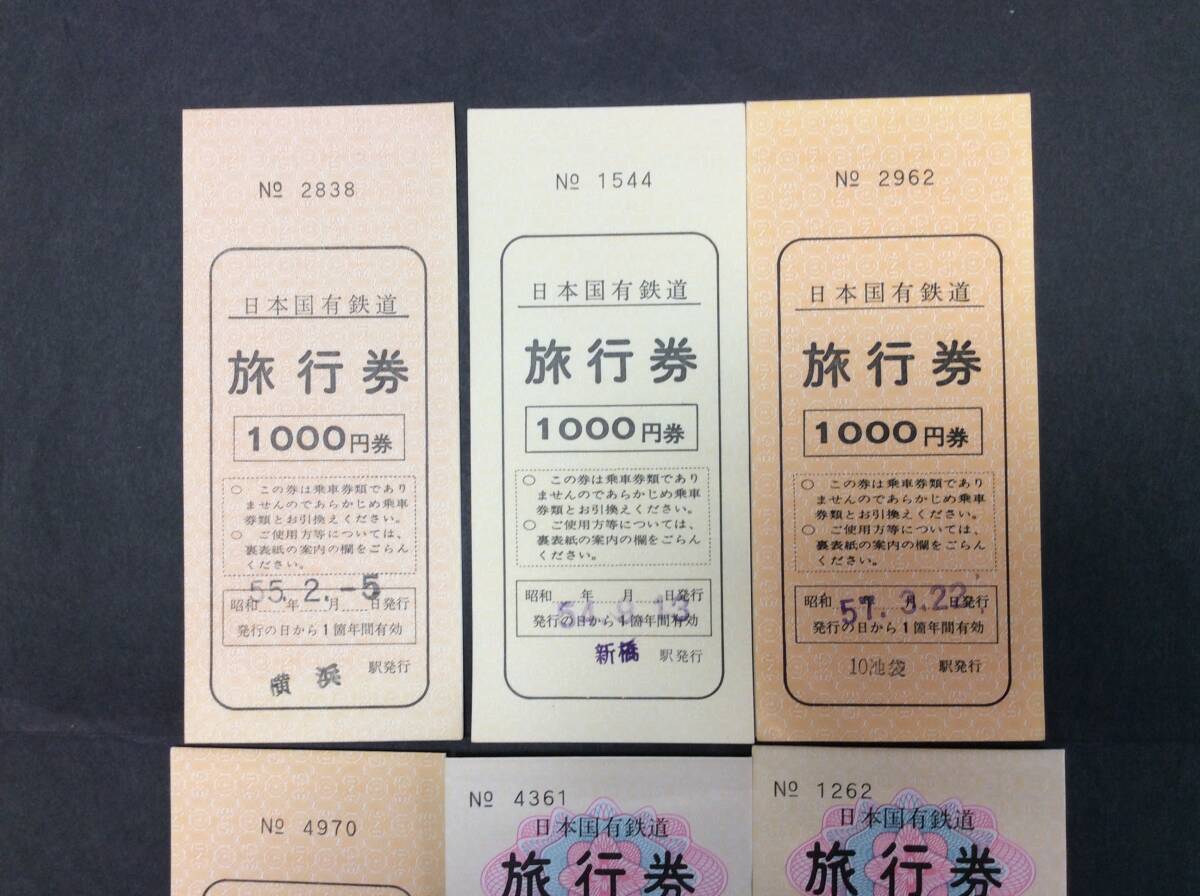 № 2838
日本国有鉄道
旅行券
1000円券
○ この券は乗車券類であり
ませんのであらかじめ乗車
券類とお引換えください。
○ ご使用方等については、
裏表紙の案内の欄をごらん
ください。
55.2.-5
昭和 年 月 日発行
発行の日から1箇年間有効
横浜 駅発行
№ 1544
日本国有鉄道
旅行券
1000円券
○ この券は乗車券類であり
ませんのであらかじめ乗車
券類とお引換えください。
○ ご使用方等については、
裏表紙の案内の欄をごらん
ください。
昭和 年 月 日発行
54.9.13
発行の日から1箇年間有効
新橋 駅発行
№ 2962
日本国有鉄道
旅行券
1000円券
○ この券は乗車券類であり
ませんのであらかじめ乗車
券類とお引換えください。
○ ご使用方等については、
裏表紙の案内の欄をごらん
ください。
昭和 年 月 日発行
57.3.23
発行の日から1箇年間有効
10池袋 駅発行
№ 4970
№ 4361
日本国有鉄道
旅行券
№ 1262
日本国有鉄道
旅行券